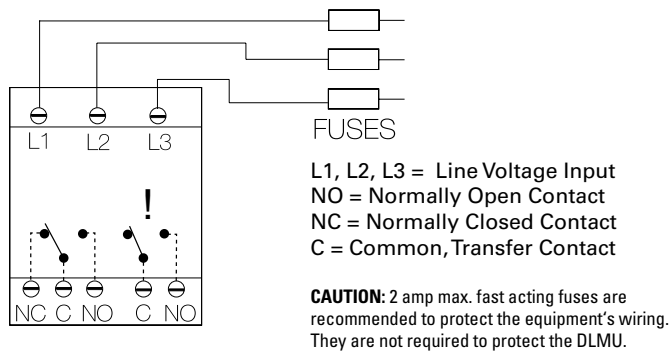 FUSES
L1 L2 L3
!
NC C NO C NO
L1, L2, L3 = Line Voltage Input
NO = Normally Open Contact
NC = Normally Closed Contact
C = Common, Transfer Contact
CAUTION: 2 amp max. fast acting fuses are
recommended to protect the equipment's wiring.
They are not required to protect the DLMU.